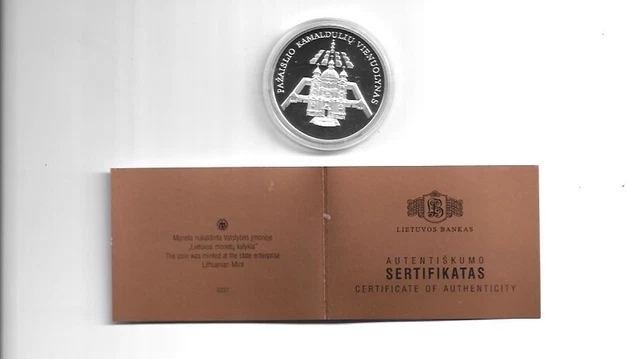 PAŽAISLIO KAMALDULIŲ VIENUOLYNAS
Moneta nukaldinta Valstybės įmonėje
„Lietuvos monetų kalykla“
The coin was minted at the state enterprise
Lithuanian Mint
LIETUVOS BANKAS
AUTENTIŠKUMO
SERTIFIKATAS
CERTIFICATE OF AUTHENTICITY